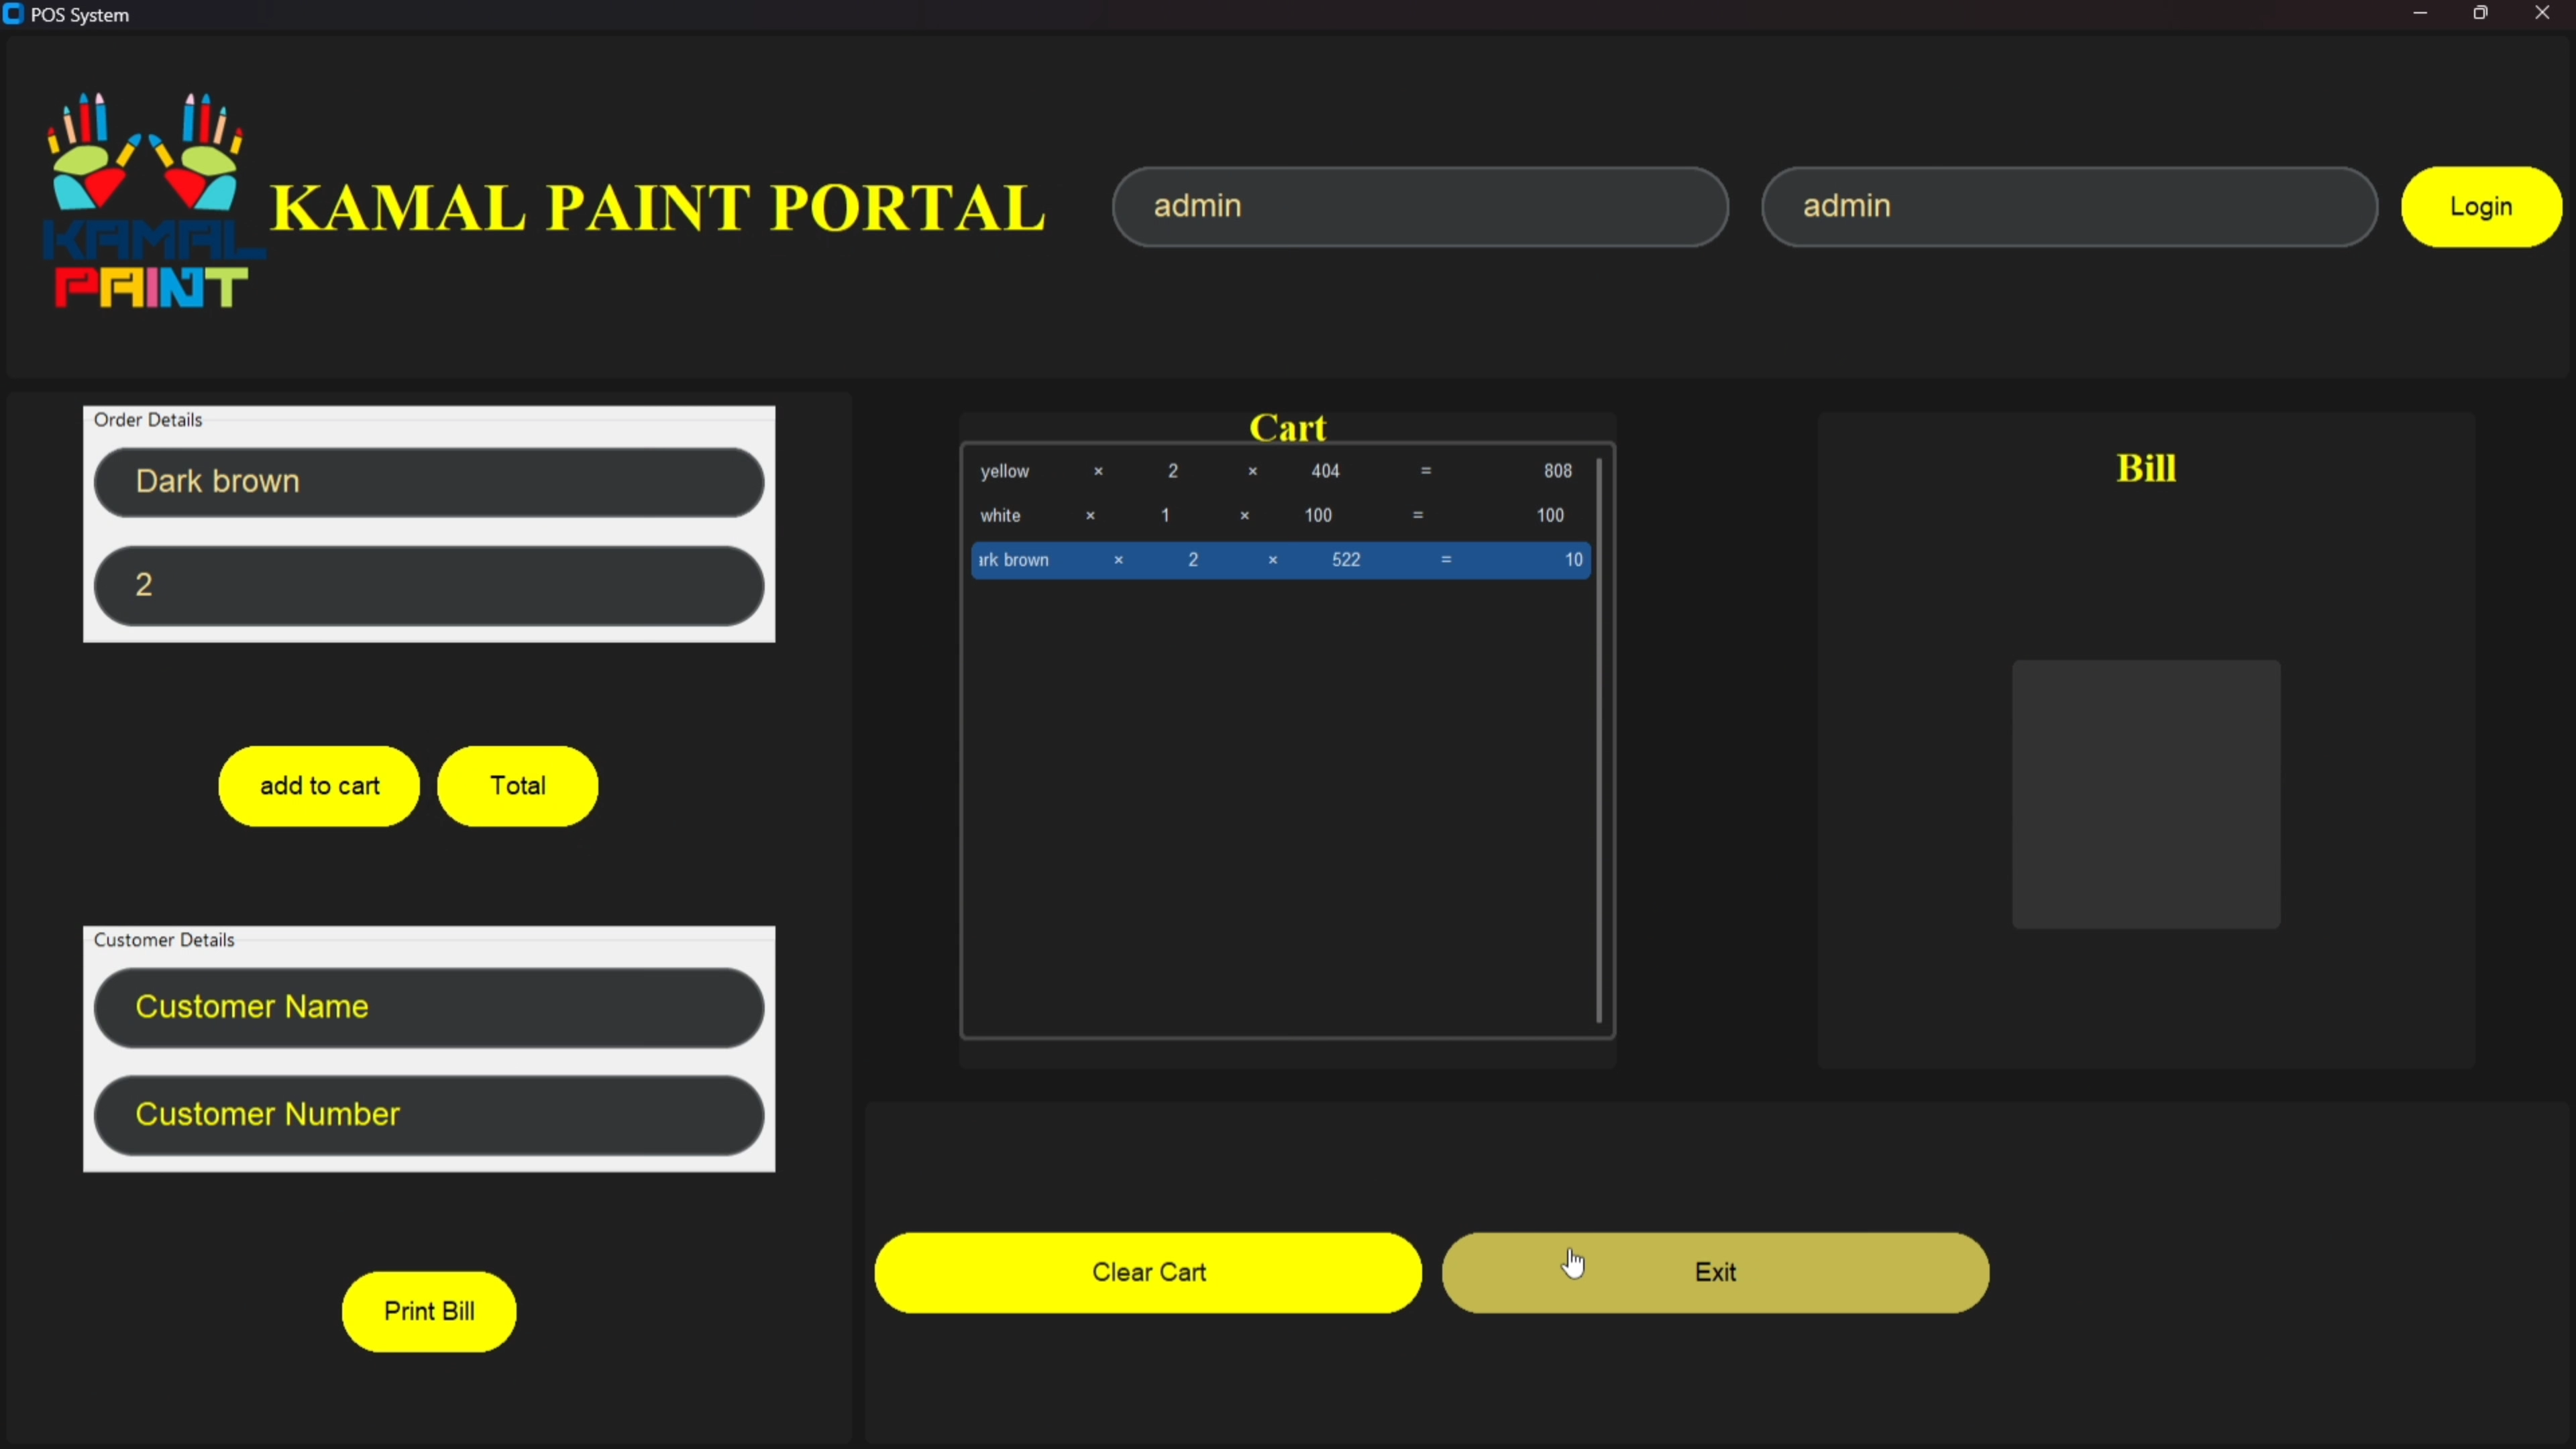 POS System
KAMAL PAINT
KAMAL PAINT PORTAL
admin
admin
Login
Order Details
Dark brown
2
add to cart
Total
Customer Details
Customer Name
Customer Number
Print Bill
Cart
yellow × 2 × 404 = 808
white × 1 × 100 = 100
ark brown × 2 × 522 = 10
Bill
Clear Cart
Exit